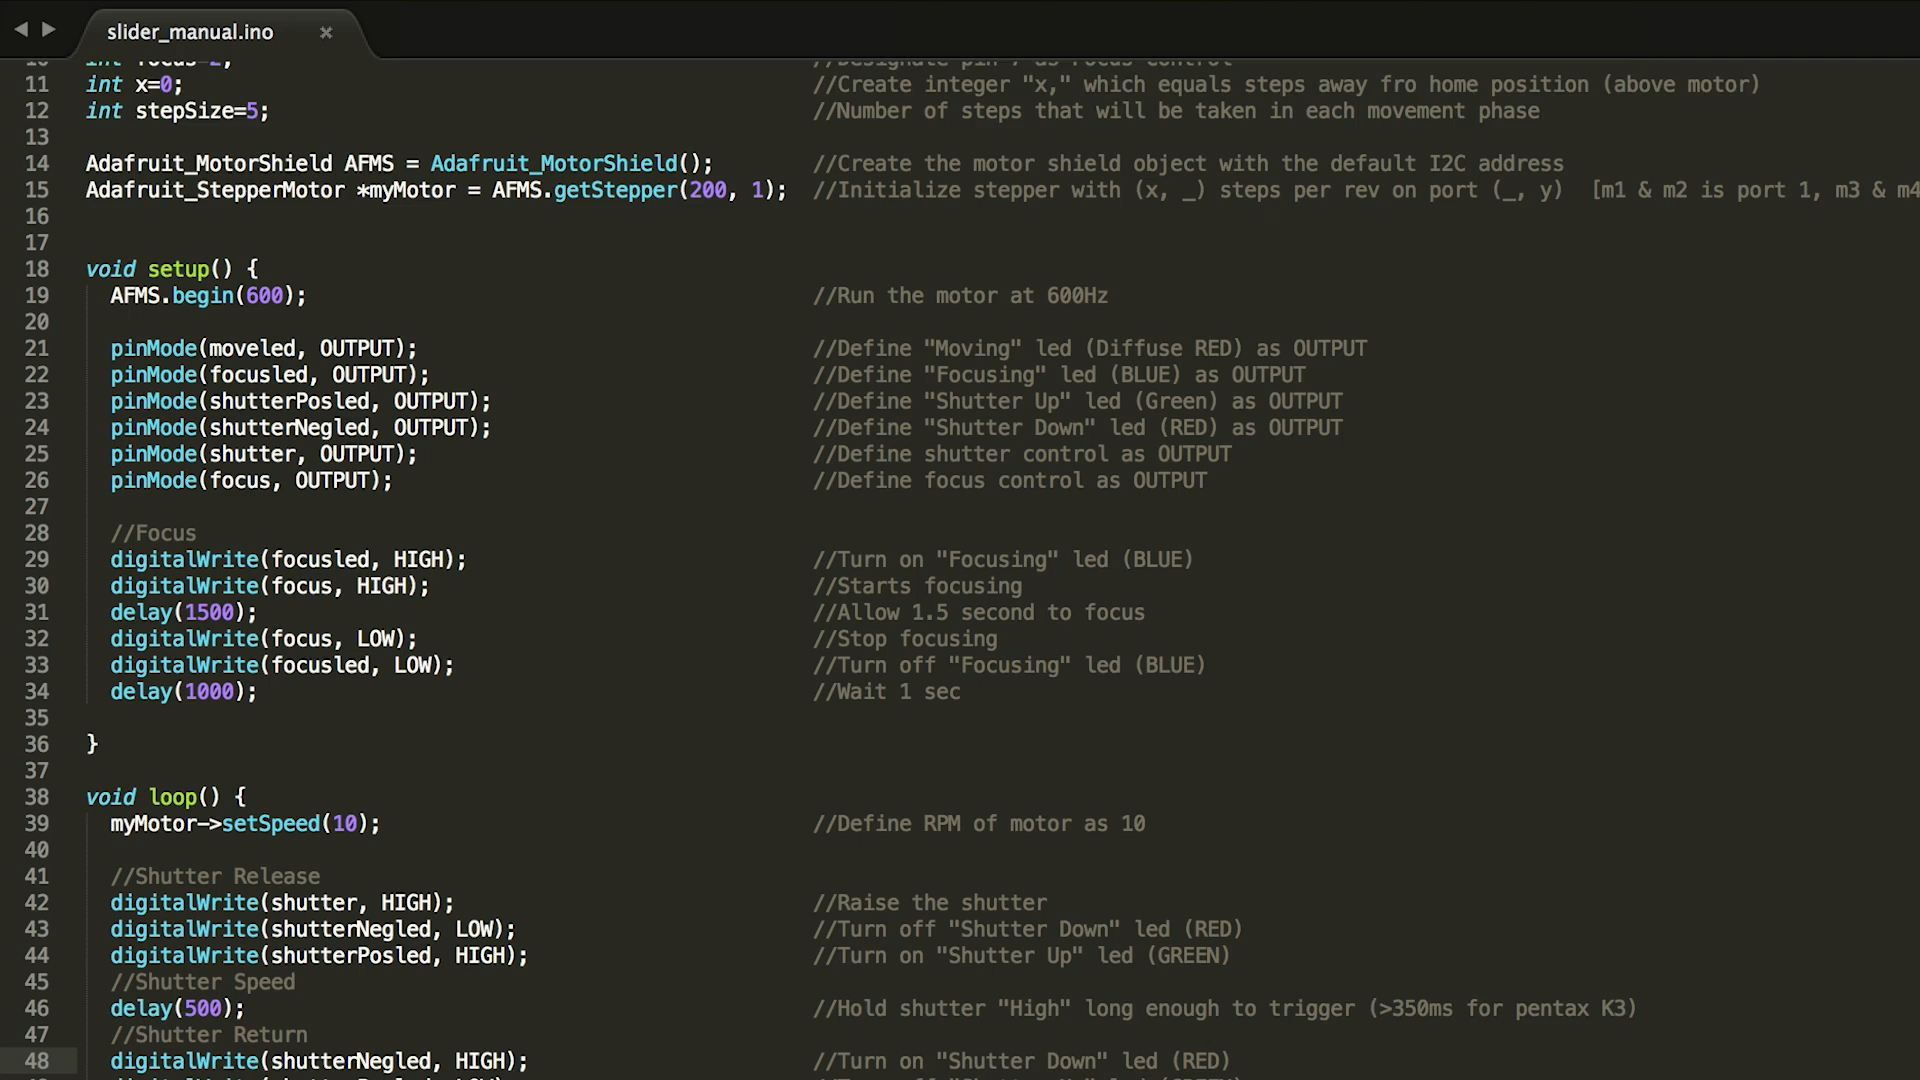 slider_manual.ino ×
10 int focus=2; //Designate pin 7 as Focus Control
11 int x=0; //Create integer "x," which equals steps away fro home position (above motor)
12 int stepSize=5; //Number of steps that will be taken in each movement phase
13
14 Adafruit_MotorShield AFMS = Adafruit_MotorShield(); //Create the motor shield object with the default I2C address
15 Adafruit_StepperMotor *myMotor = AFMS.getStepper(200, 1); //Initialize stepper with (x, _) steps per rev on port (_, y) [m1 & m2 is port 1, m3 & m4
16
17
18 void setup() {
19 AFMS.begin(600); //Run the motor at 600Hz
20
21 pinMode(moveled, OUTPUT); //Define "Moving" led (Diffuse RED) as OUTPUT
22 pinMode(focusled, OUTPUT); //Define "Focusing" led (BLUE) as OUTPUT
23 pinMode(shutterPosled, OUTPUT); //Define "Shutter Up" led (Green) as OUTPUT
24 pinMode(shutterNegled, OUTPUT); //Define "Shutter Down" led (RED) as OUTPUT
25 pinMode(shutter, OUTPUT); //Define shutter control as OUTPUT
26 pinMode(focus, OUTPUT); //Define focus control as OUTPUT
27
28 //Focus
29 digitalWrite(focusled, HIGH); //Turn on "Focusing" led (BLUE)
30 digitalWrite(focus, HIGH); //Starts focusing
31 delay(1500); //Allow 1.5 second to focus
32 digitalWrite(focus, LOW); //Stop focusing
33 digitalWrite(focusled, LOW); //Turn off "Focusing" led (BLUE)
34 delay(1000); //Wait 1 sec
35
36 }
37
38 void loop() {
39 myMotor->setSpeed(10); //Define RPM of motor as 10
40
41 //Shutter Release
42 digitalWrite(shutter, HIGH); //Raise the shutter
43 digitalWrite(shutterNegled, LOW); //Turn off "Shutter Down" led (RED)
44 digitalWrite(shutterPosled, HIGH); //Turn on "Shutter Up" led (GREEN)
45 //Shutter Speed
46 delay(500); //Hold shutter "High" long enough to trigger (>350ms for pentax K3)
47 //Shutter Return
48 digitalWrite(shutterNegled, HIGH); //Turn on "Shutter Down" led (RED)